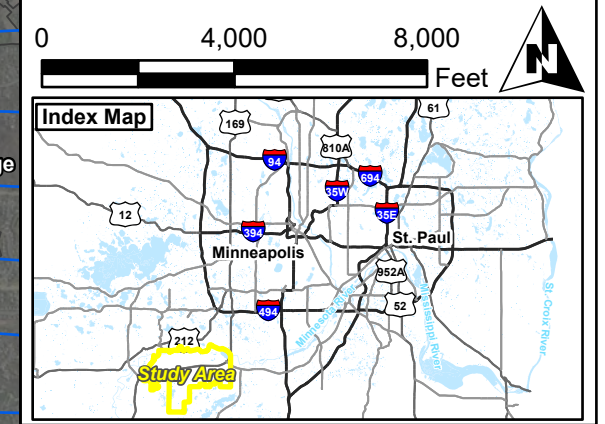 0 4,000 8,000
Feet
N
Index Map
61
169
810A
94
694
35W
35E
12
394
St. Paul
Minneapolis
952A
494
52
Minnesota River
Mississippi River
St. Croix River
212
Study Area